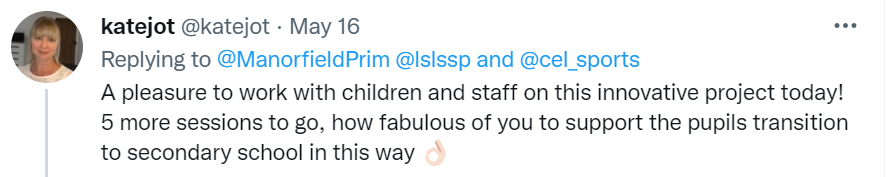 katejot @katejot · May 16
Replying to @ManorfieldPrim @lslssp and @cel_sports
A pleasure to work with children and staff on this innovative project today!
5 more sessions to go, how fabulous of you to support the pupils transition
to secondary school in this way 👌🏻